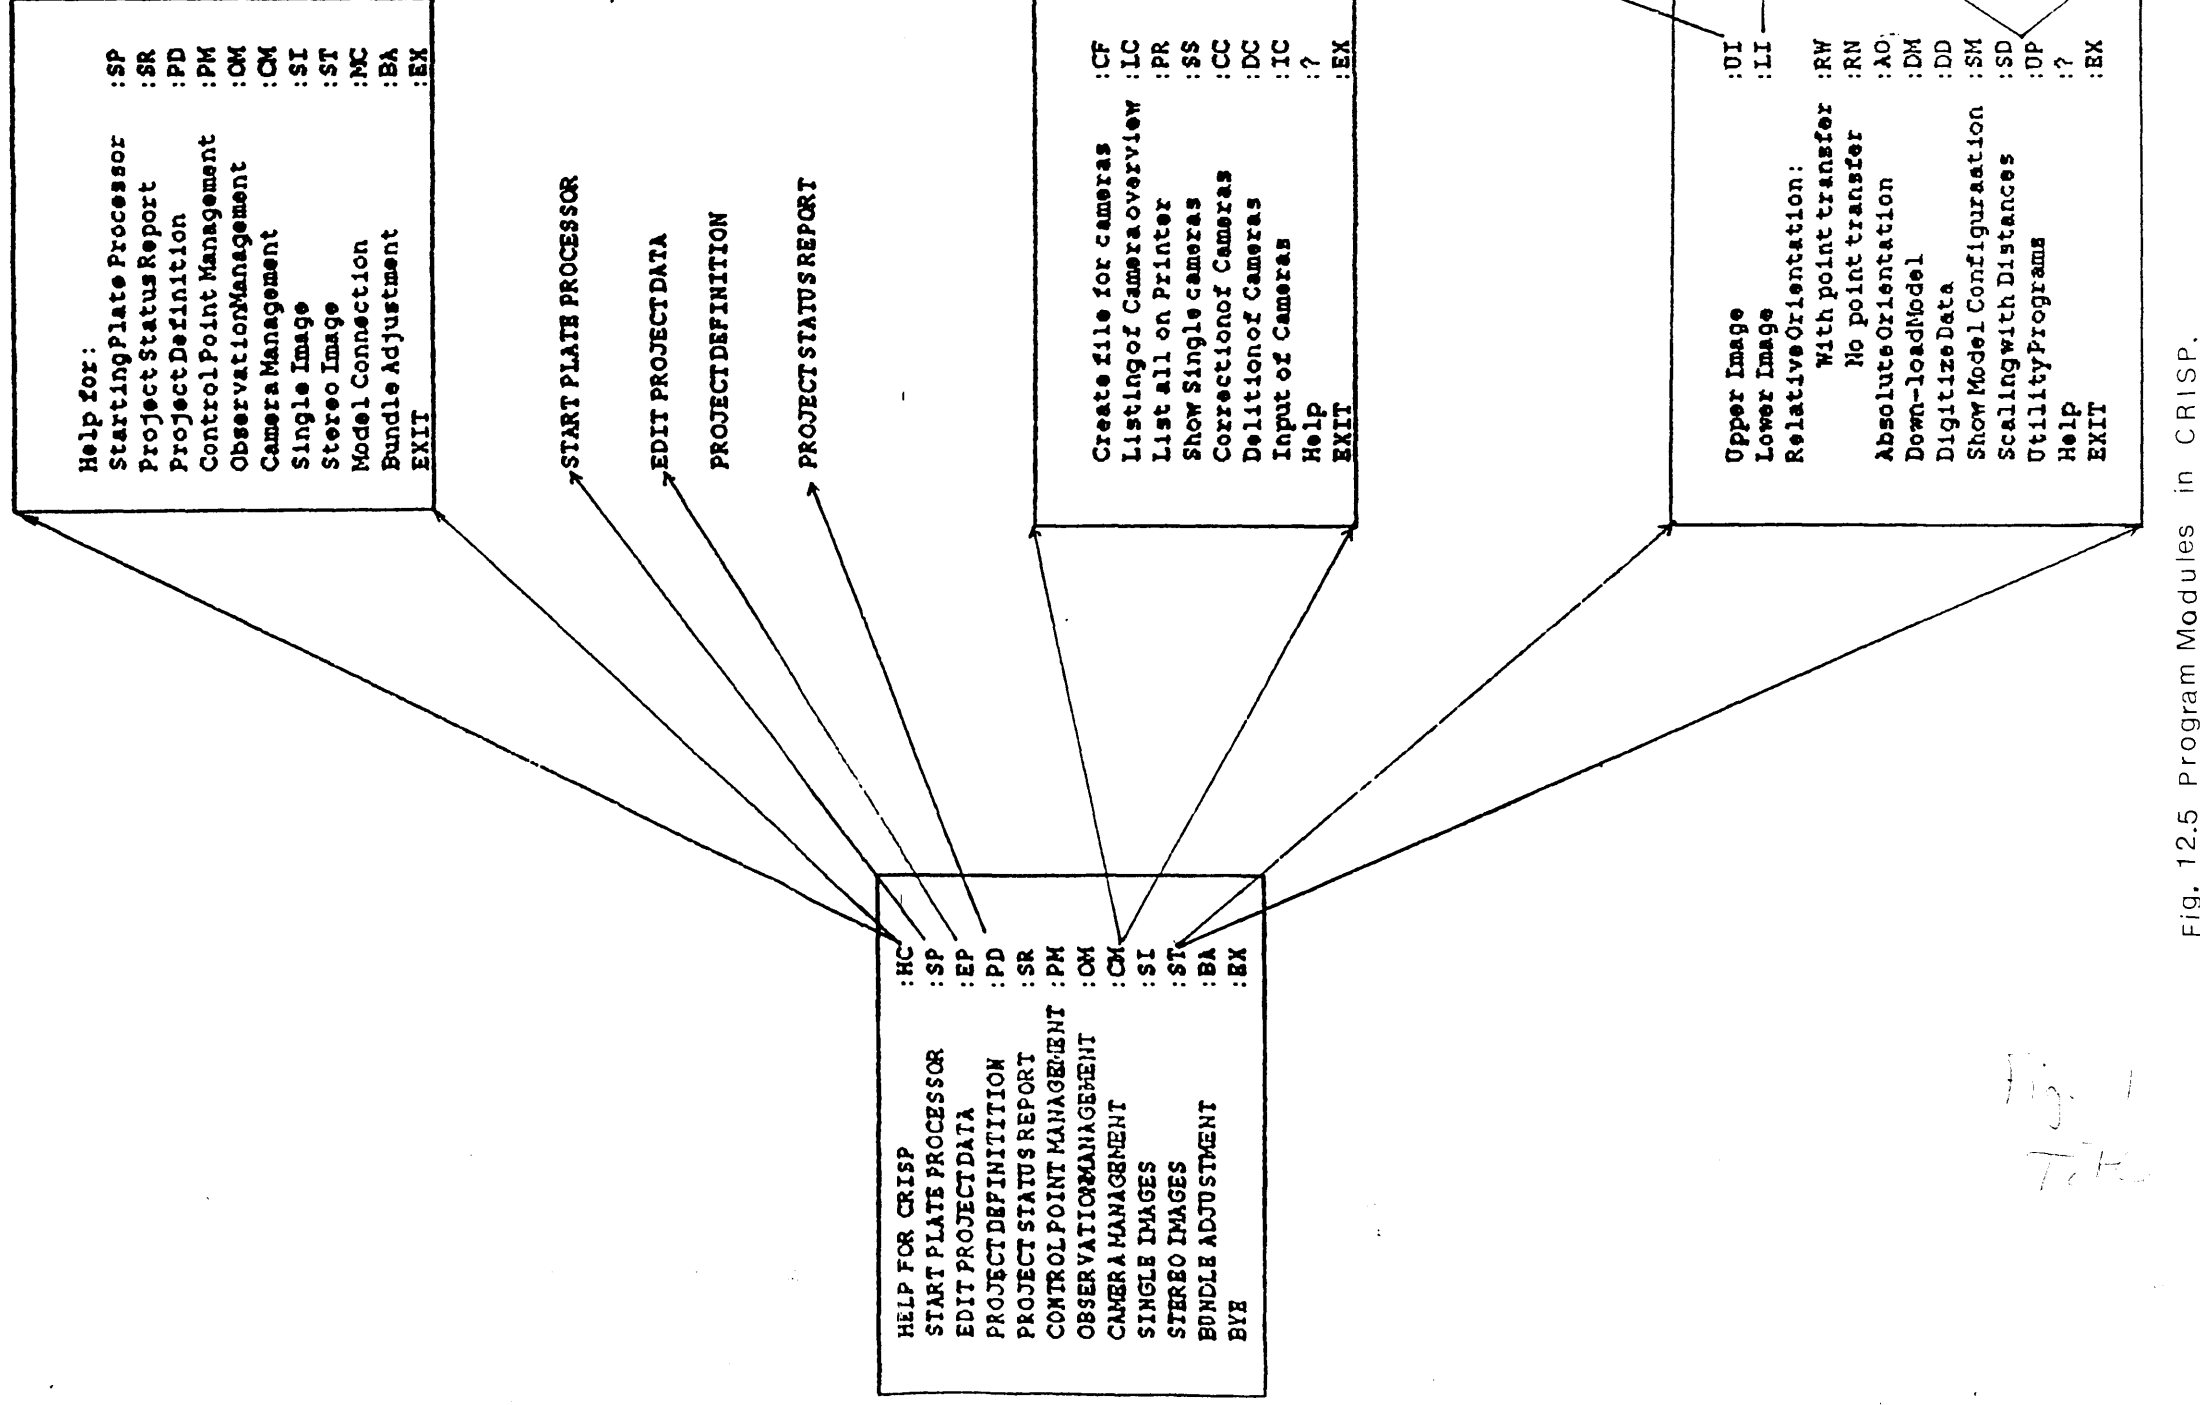 Help for:
Starting Plate Processor :SP
Project Status Report :SR
Project Definition :PD
Control Point Management :PM
Observation Management :OM
Camera Management :CM
Single Image :SI
Stereo Image :ST
Model Connection :MC
Bundle Adjustment :BA
EXIT :EX
START PLATE PROCESSOR
EDIT PROJECT DATA
PROJECT DEFINITION
PROJECT STATUS REPORT
HELP FOR CRISP :HC
START PLATE PROCESSOR :SP
EDIT PROJECT DATA :EP
PROJECT DEFINITITION :PD
PROJECT STATUS REPORT :SR
CONTROL POINT MANAGEMENT :PM
OBSERVATION MANAGEMENT :OM
CAMERA MANAGEMENT :CM
SINGLE IMAGES :SI
STEREO IMAGES :ST
BUNDLE ADJUSTMENT :BA
BYE :EX
Create file for cameras :CF
Listing of Camera overview :LC
List all on Printer :PR
Show Single cameras :SS
Correction of Cameras :CC
Delition of Cameras :DC
Input of Cameras :IC
Help :?
EXIT :EX
Upper Image :UI
Lower Image :LI
Relative Orientation:
With point transfer :RW
No point transfer :RN
Absolute Orientation :AO
Down-load Model :DM
Digitize Data :DD
Show Model Configuraation :SM
Scaling with Distances :SD
Utility Programs :UP
Help :?
EXIT :EX
Fig. 12.5 Program Modules in CRISP.
Fig. 1